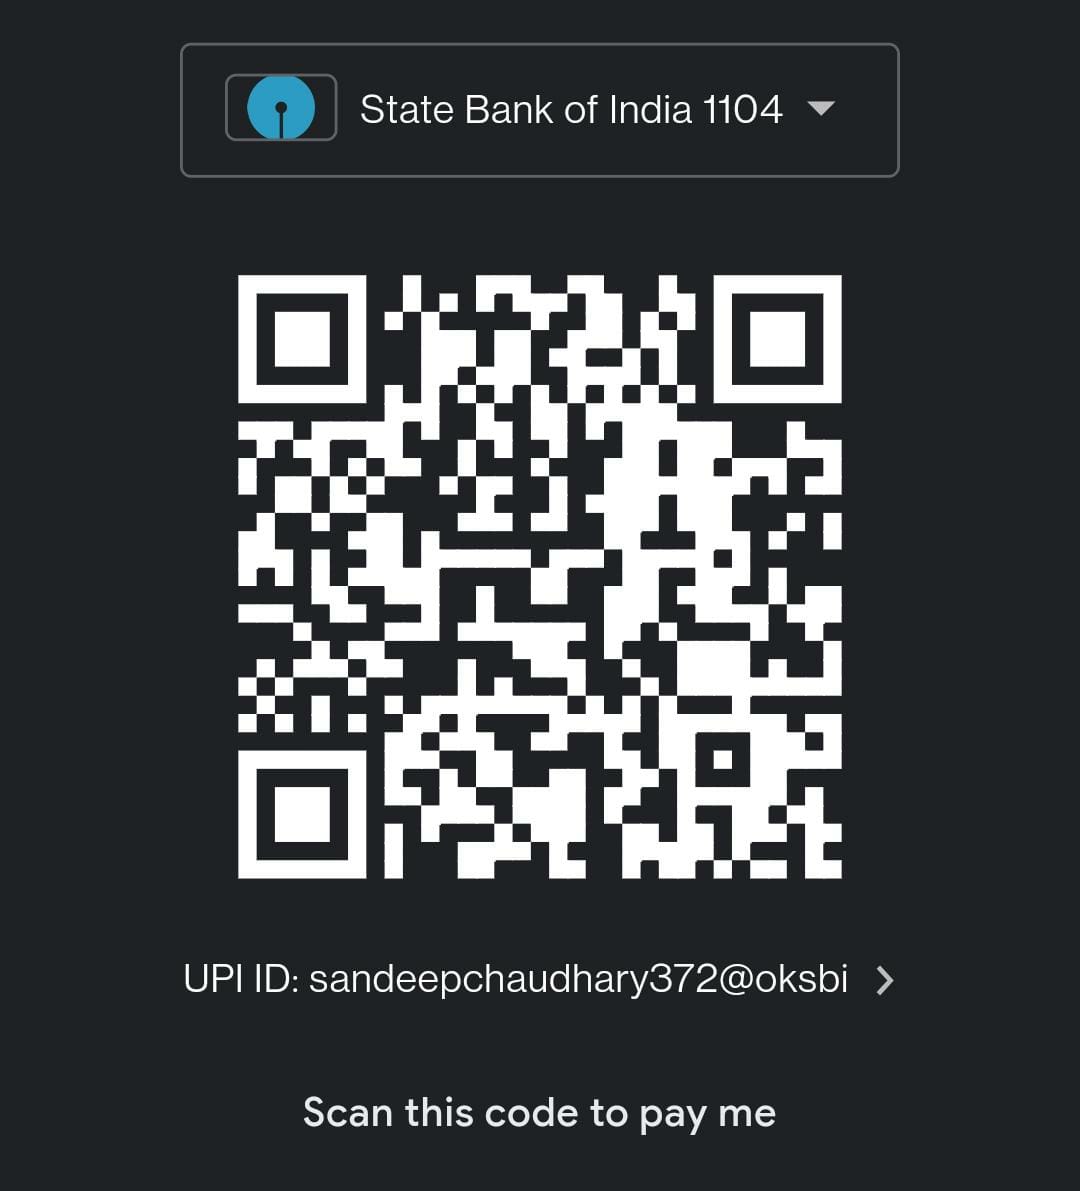 State Bank of India 1104
UPI ID: sandeepchaudhary372@oksbi
Scan this code to pay me